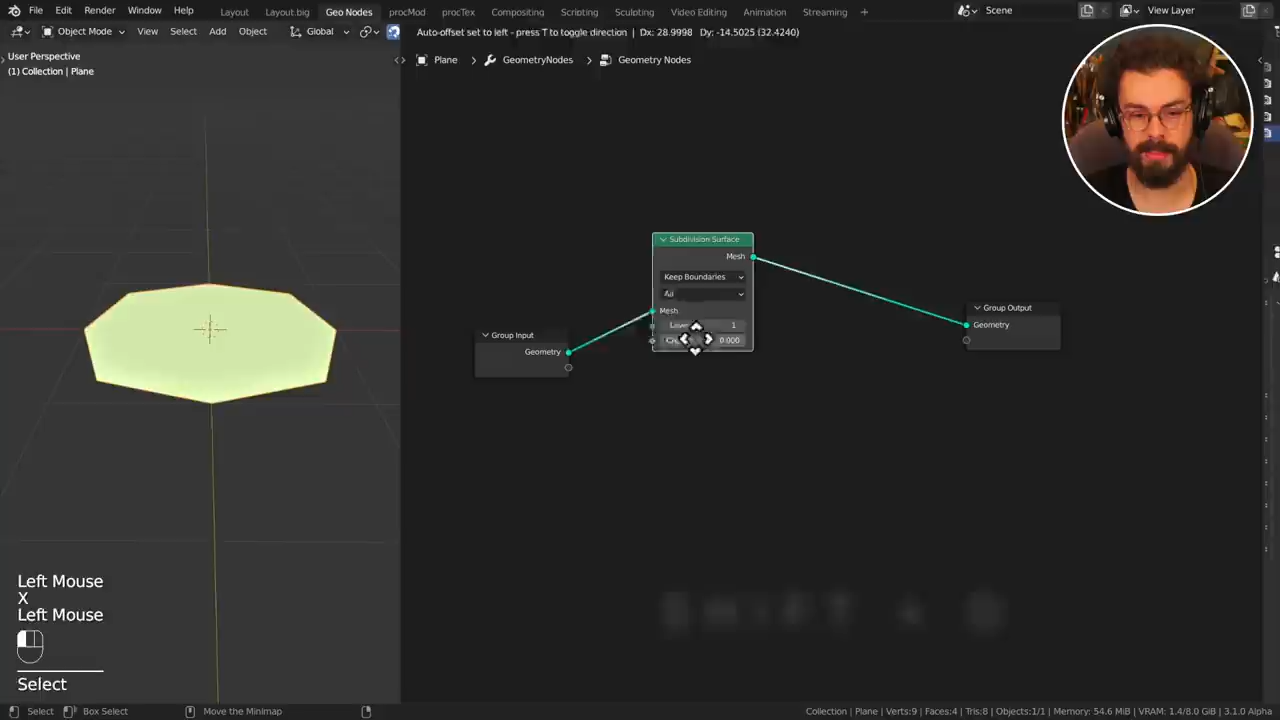 File Edit Render Window Help Layout Layout.big Geo Nodes procMod procTex Compositing Scripting Sculpting Video Editing Animation Streaming + Scene View Layer
Object Mode View Select Add Object Global Auto-offset set to left - press T to toggle direction | Dx: 28.9998 Dy: -14.5025 (32.4240)
User Perspective
(1) Collection | Plane
Plane > GeometryNodes > Geometry Nodes
Subdivision Surface
Mesh
Keep Boundaries
All
Mesh
1
0.000
Group Input
Geometry
Group Output
Geometry
Left Mouse
X
Left Mouse
Select
Select Box Select Move the Minimap Collection | Plane | Verts:9 | Faces:4 | Tris:8 | Objects:1/1 | Memory: 54.6 MiB | VRAM: 1.4/8.0 GiB | 3.1.0 Alpha